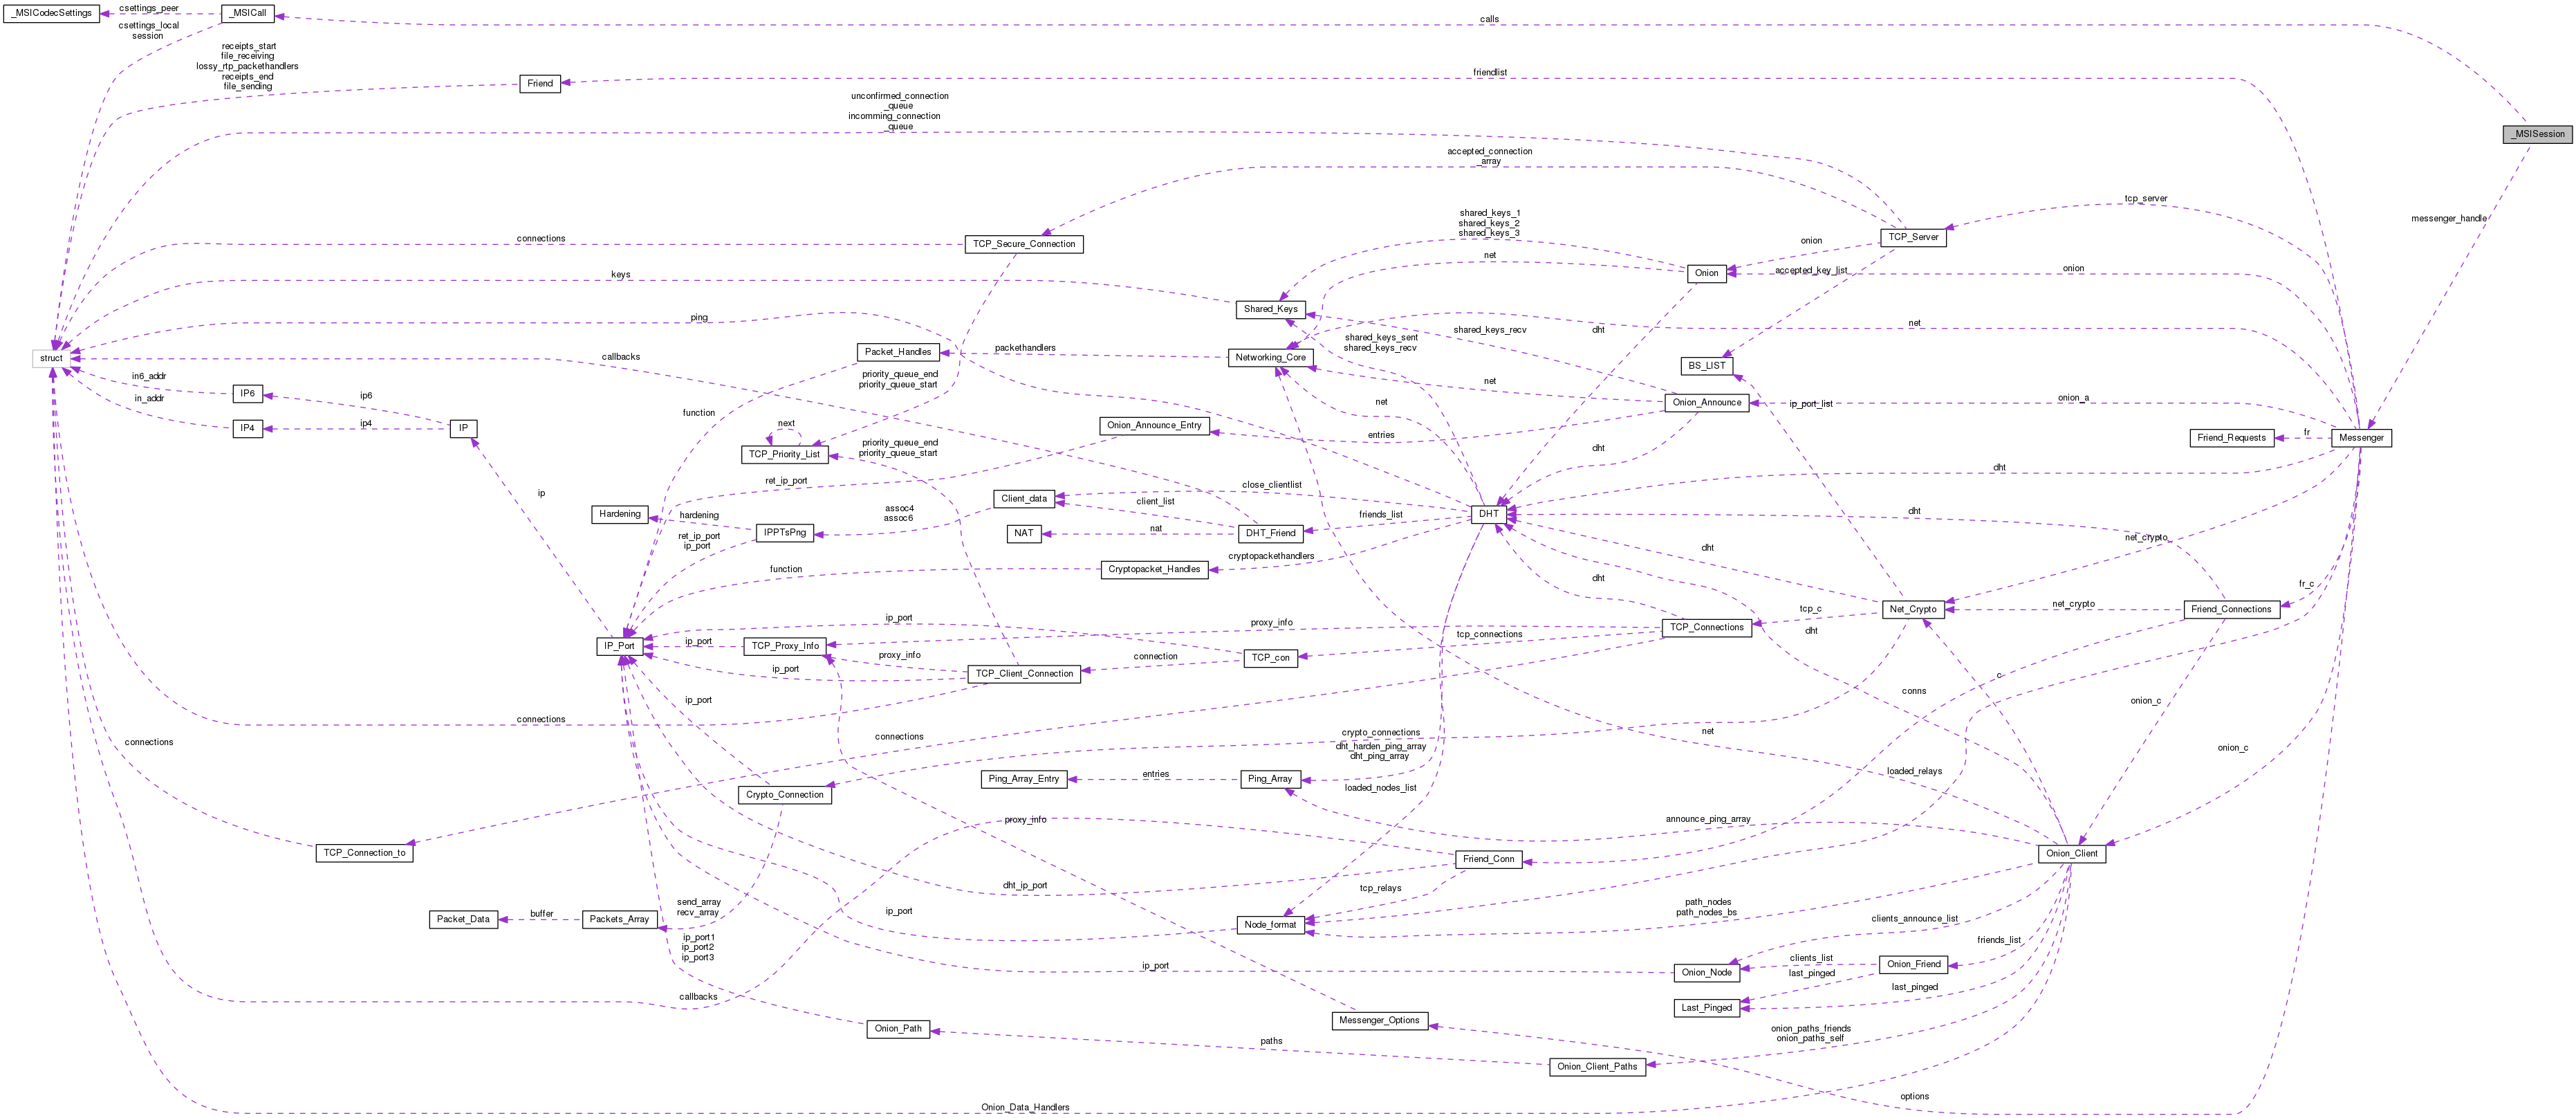 _MSICodecSettings
csettings_peer
_MSICall
calls
csettings_local
session
receipts_start
file_receiving
lossy_rtp_packethandlers
receipts_end
file_sending
Friend
friendlist
unconfirmed_connection
_queue
incomming_connection
_queue
_MSISession
accepted_connection
_array
tcp_server
messenger_handle
shared_keys_1
shared_keys_2
shared_keys_3
TCP_Server
connections
TCP_Secure_Connection
onion
net
keys
Onion
accepted_key_list
onion
Shared_Keys
ping
shared_keys_sent
shared_keys_recv
shared_keys_recv
dht
net
struct
callbacks
Packet_Handles
packethandlers
Networking_Core
BS_LIST
in6_addr
IP6
ip6
priority_queue_end
priority_queue_start
net
in_addr
IP4
ip4
IP
function
net
Onion_Announce
ip_port_list
onion_a
next
TCP_Priority_List
priority_queue_end
priority_queue_start
Onion_Announce_Entry
entries
Friend_Requests
fr
Messenger
dht
dht
ip
ret_ip_port
close_clientlist
Client_data
client_list
Hardening
hardening
assoc4
assoc6
friends_list
DHT
dht
IPPTsPng
NAT
nat
DHT_Friend
ret_ip_port
ip_port
net_crypto
cryptopackethandlers
dht
function
Cryptopacket_Handles
dht
fr_c
Net_Crypto
net_crypto
Friend_Connections
tcp_c
ip_port
proxy_info
TCP_Connections
dht
IP_Port
ip_port
TCP_Proxy_Info
tcp_connections
proxy_info
connection
TCP_con
ip_port
TCP_Client_Connection
c
conns
ip_port
onion_c
connections
connections
connections
crypto_connections
net
dht_harden_ping_array
dht_ping_array
onion_c
Ping_Array_Entry
entries
Ping_Array
loaded_relays
Crypto_Connection
loaded_nodes_list
proxy_info
announce_ping_array
TCP_Connection_to
Friend_Conn
Onion_Client
dht_ip_port
tcp_relays
send_array
recv_array
ip_port
path_nodes
path_nodes_bs
Packet_Data
buffer
Packets_Array
Node_format
clients_announce_list
ip_port1
ip_port2
ip_port3
friends_list
ip_port
Onion_Node
clients_list
Onion_Friend
last_pinged
last_pinged
callbacks
Last_Pinged
Onion_Path
Messenger_Options
onion_paths_friends
onion_paths_self
paths
Onion_Client_Paths
options
Onion_Data_Handlers